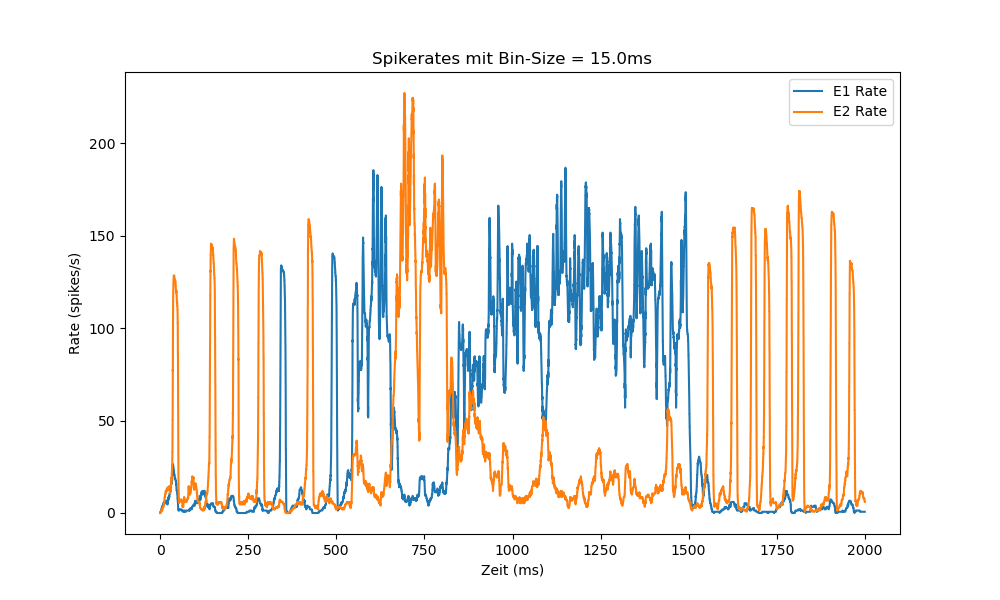 Spikerates mit Bin-Size = 15.0ms
E1 Rate
E2 Rate
Rate (spikes/s)
200
150
100
50
0
0 250 500 750 1000 1250 1500 1750 2000
Zeit (ms)